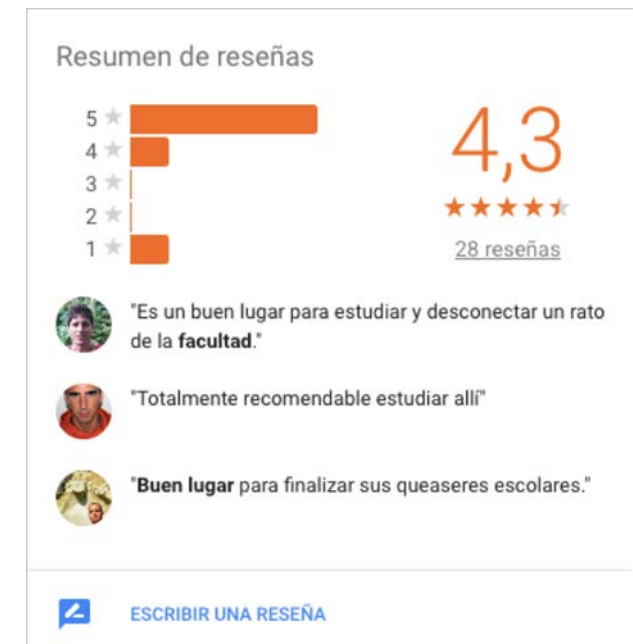 Resumen de reseñas
5
4
3
2
1
4,3
28 reseñas
"Es un buen lugar para estudiar y desconectar un rato
de la facultad."
"Totalmente recomendable estudiar allí"
"Buen lugar para finalizar sus queaseres escolares."
ESCRIBIR UNA RESEÑA